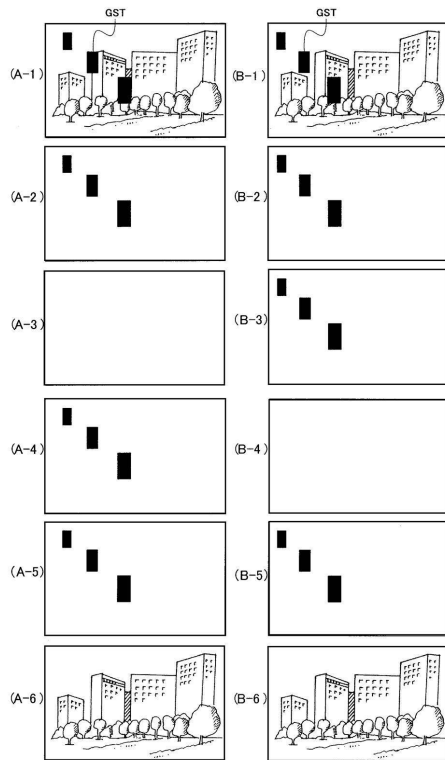 GST GST
(A-1) (B-1)
(A-2) (B-2)
(A-3) (B-3)
(A-4) (B-4)
(A-5) (B-5)
(A-6) (B-6)